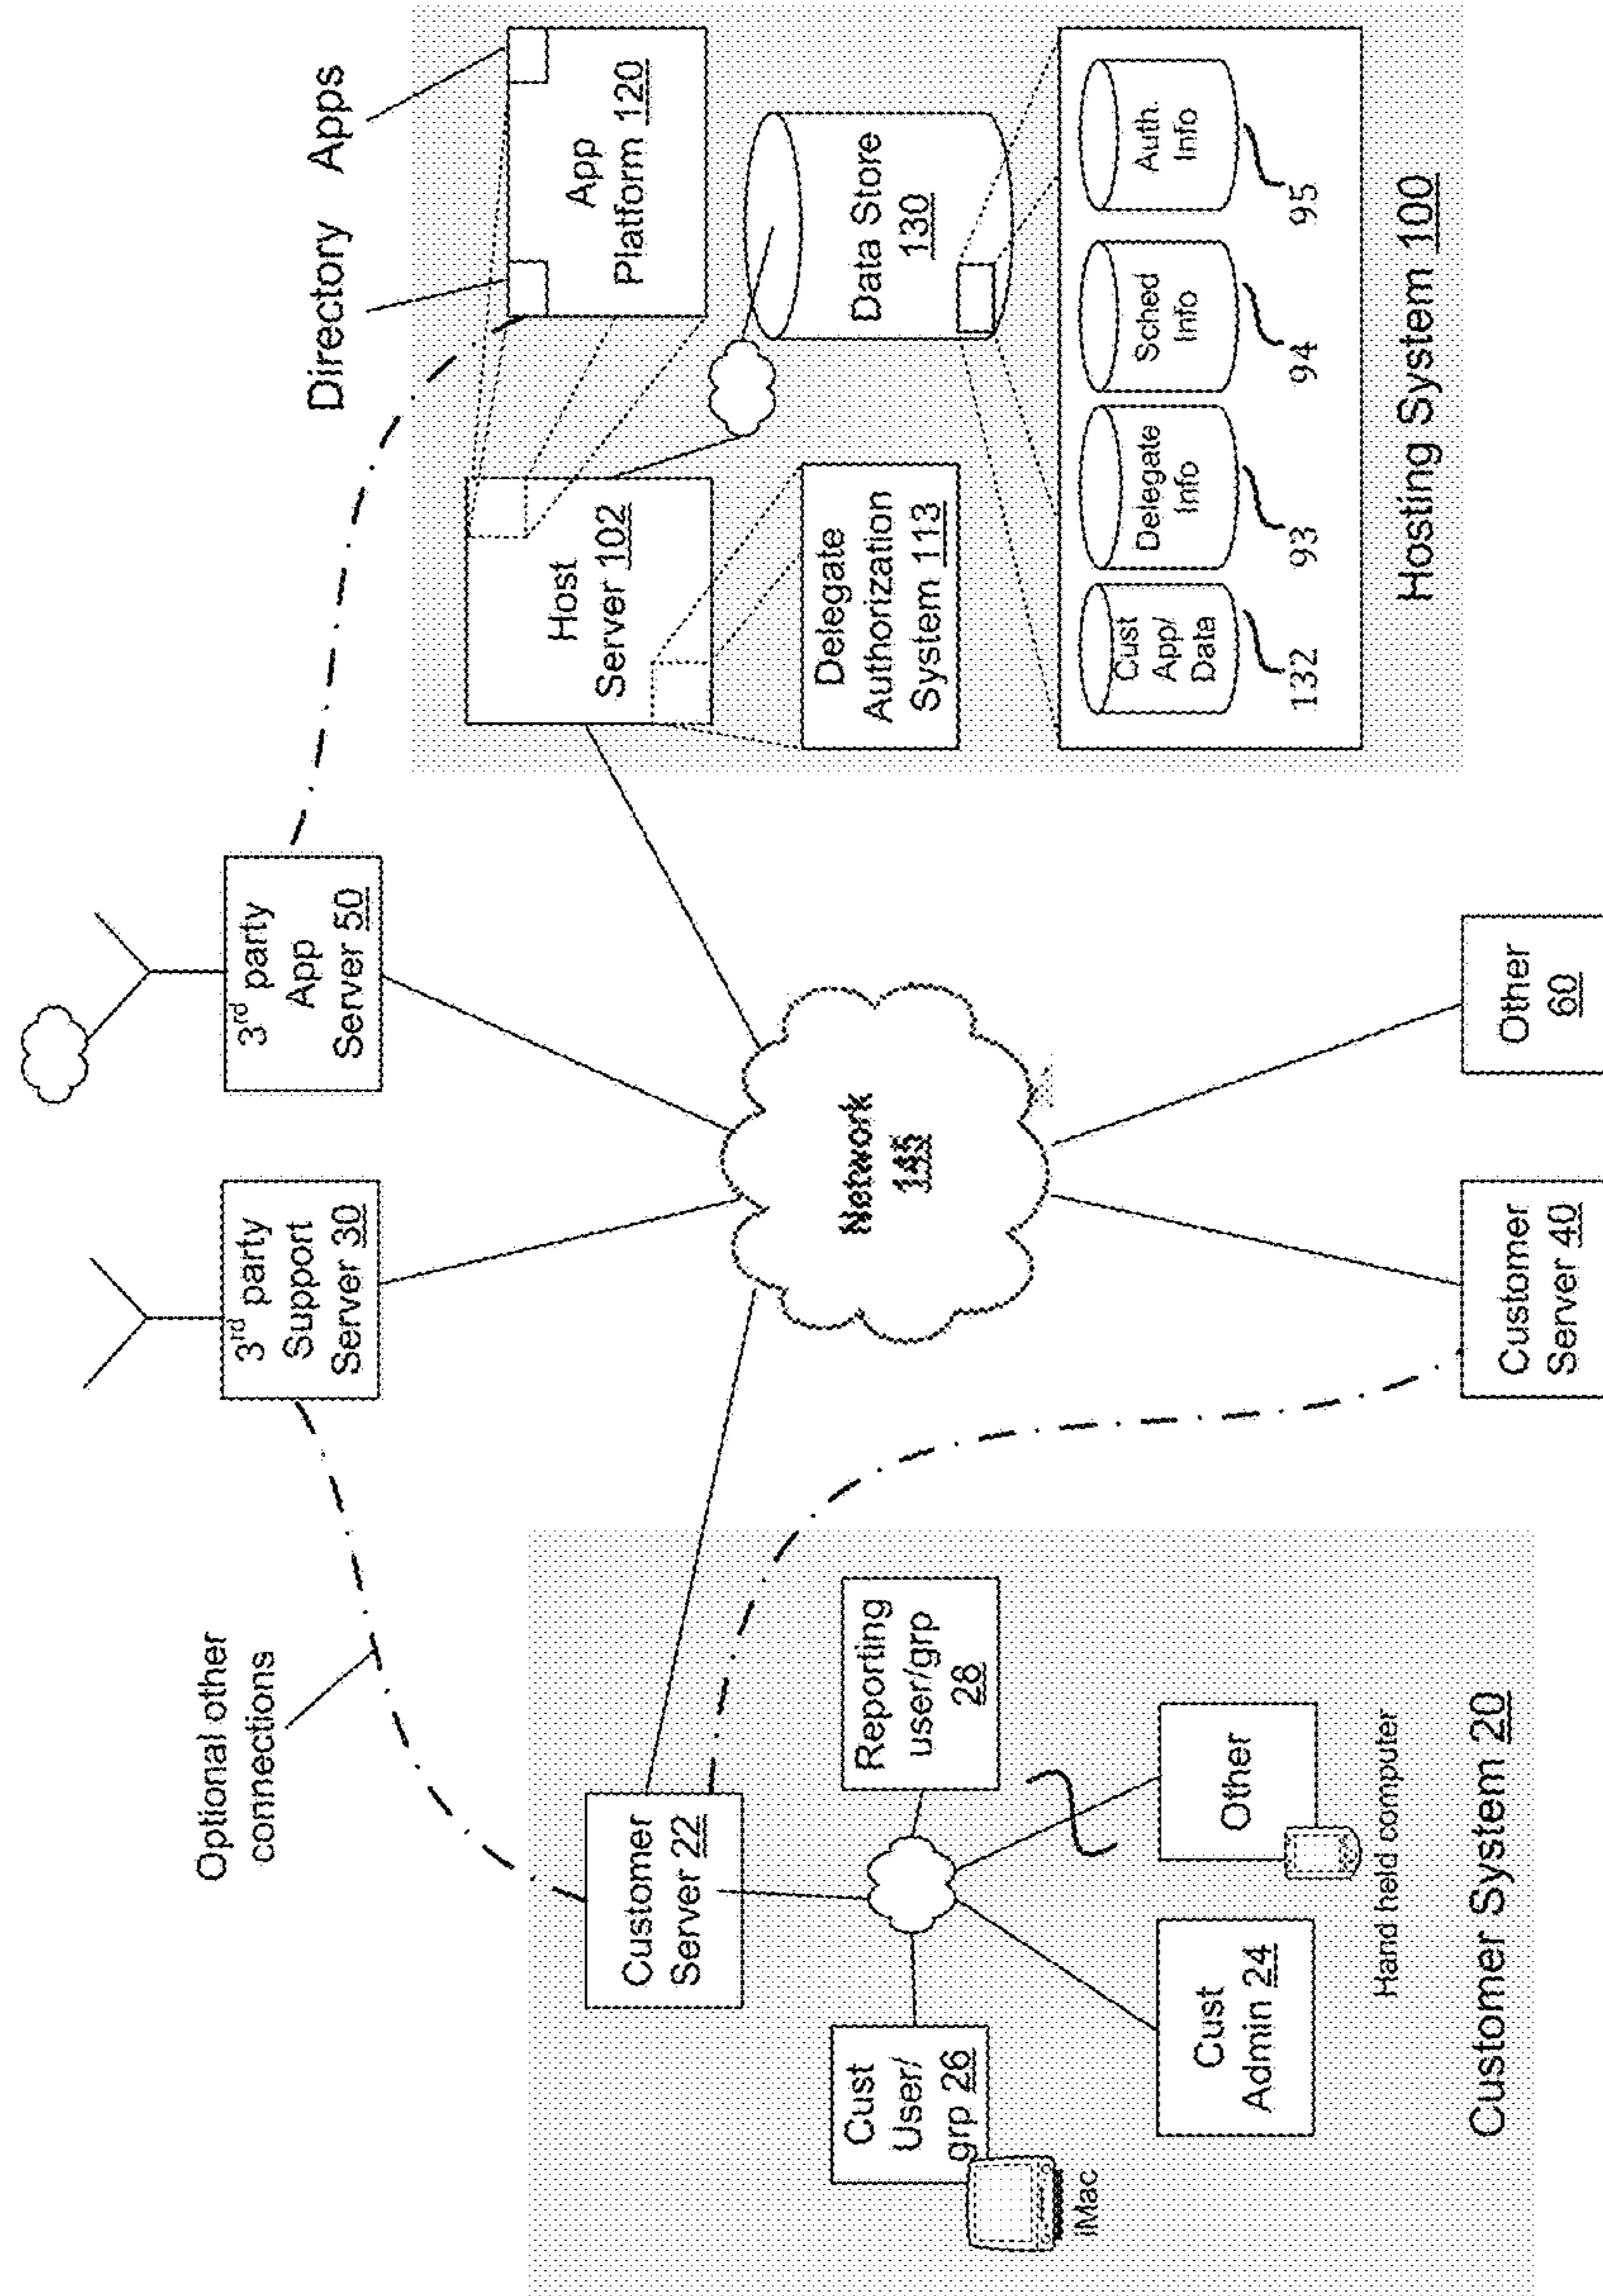 Optional other
connections
3rd party
Support
Server 30
3rd party
App
Server 50
Directory
Apps
Customer
Server 22
Cust
User/
grp 26
iMac
Reporting
user/grp
28
Cust
Admin 24
Other
Hand held computer
Customer System 20
Network
145
Customer
Server 40
Other
60
Host
Server 102
App
Platform 120
Delegate
Authorization
System 113
Data Store
130
Cust
App/
Data
132
Delegate
Info
93
Sched
Info
94
Auth.
Info
95
Hosting System 100